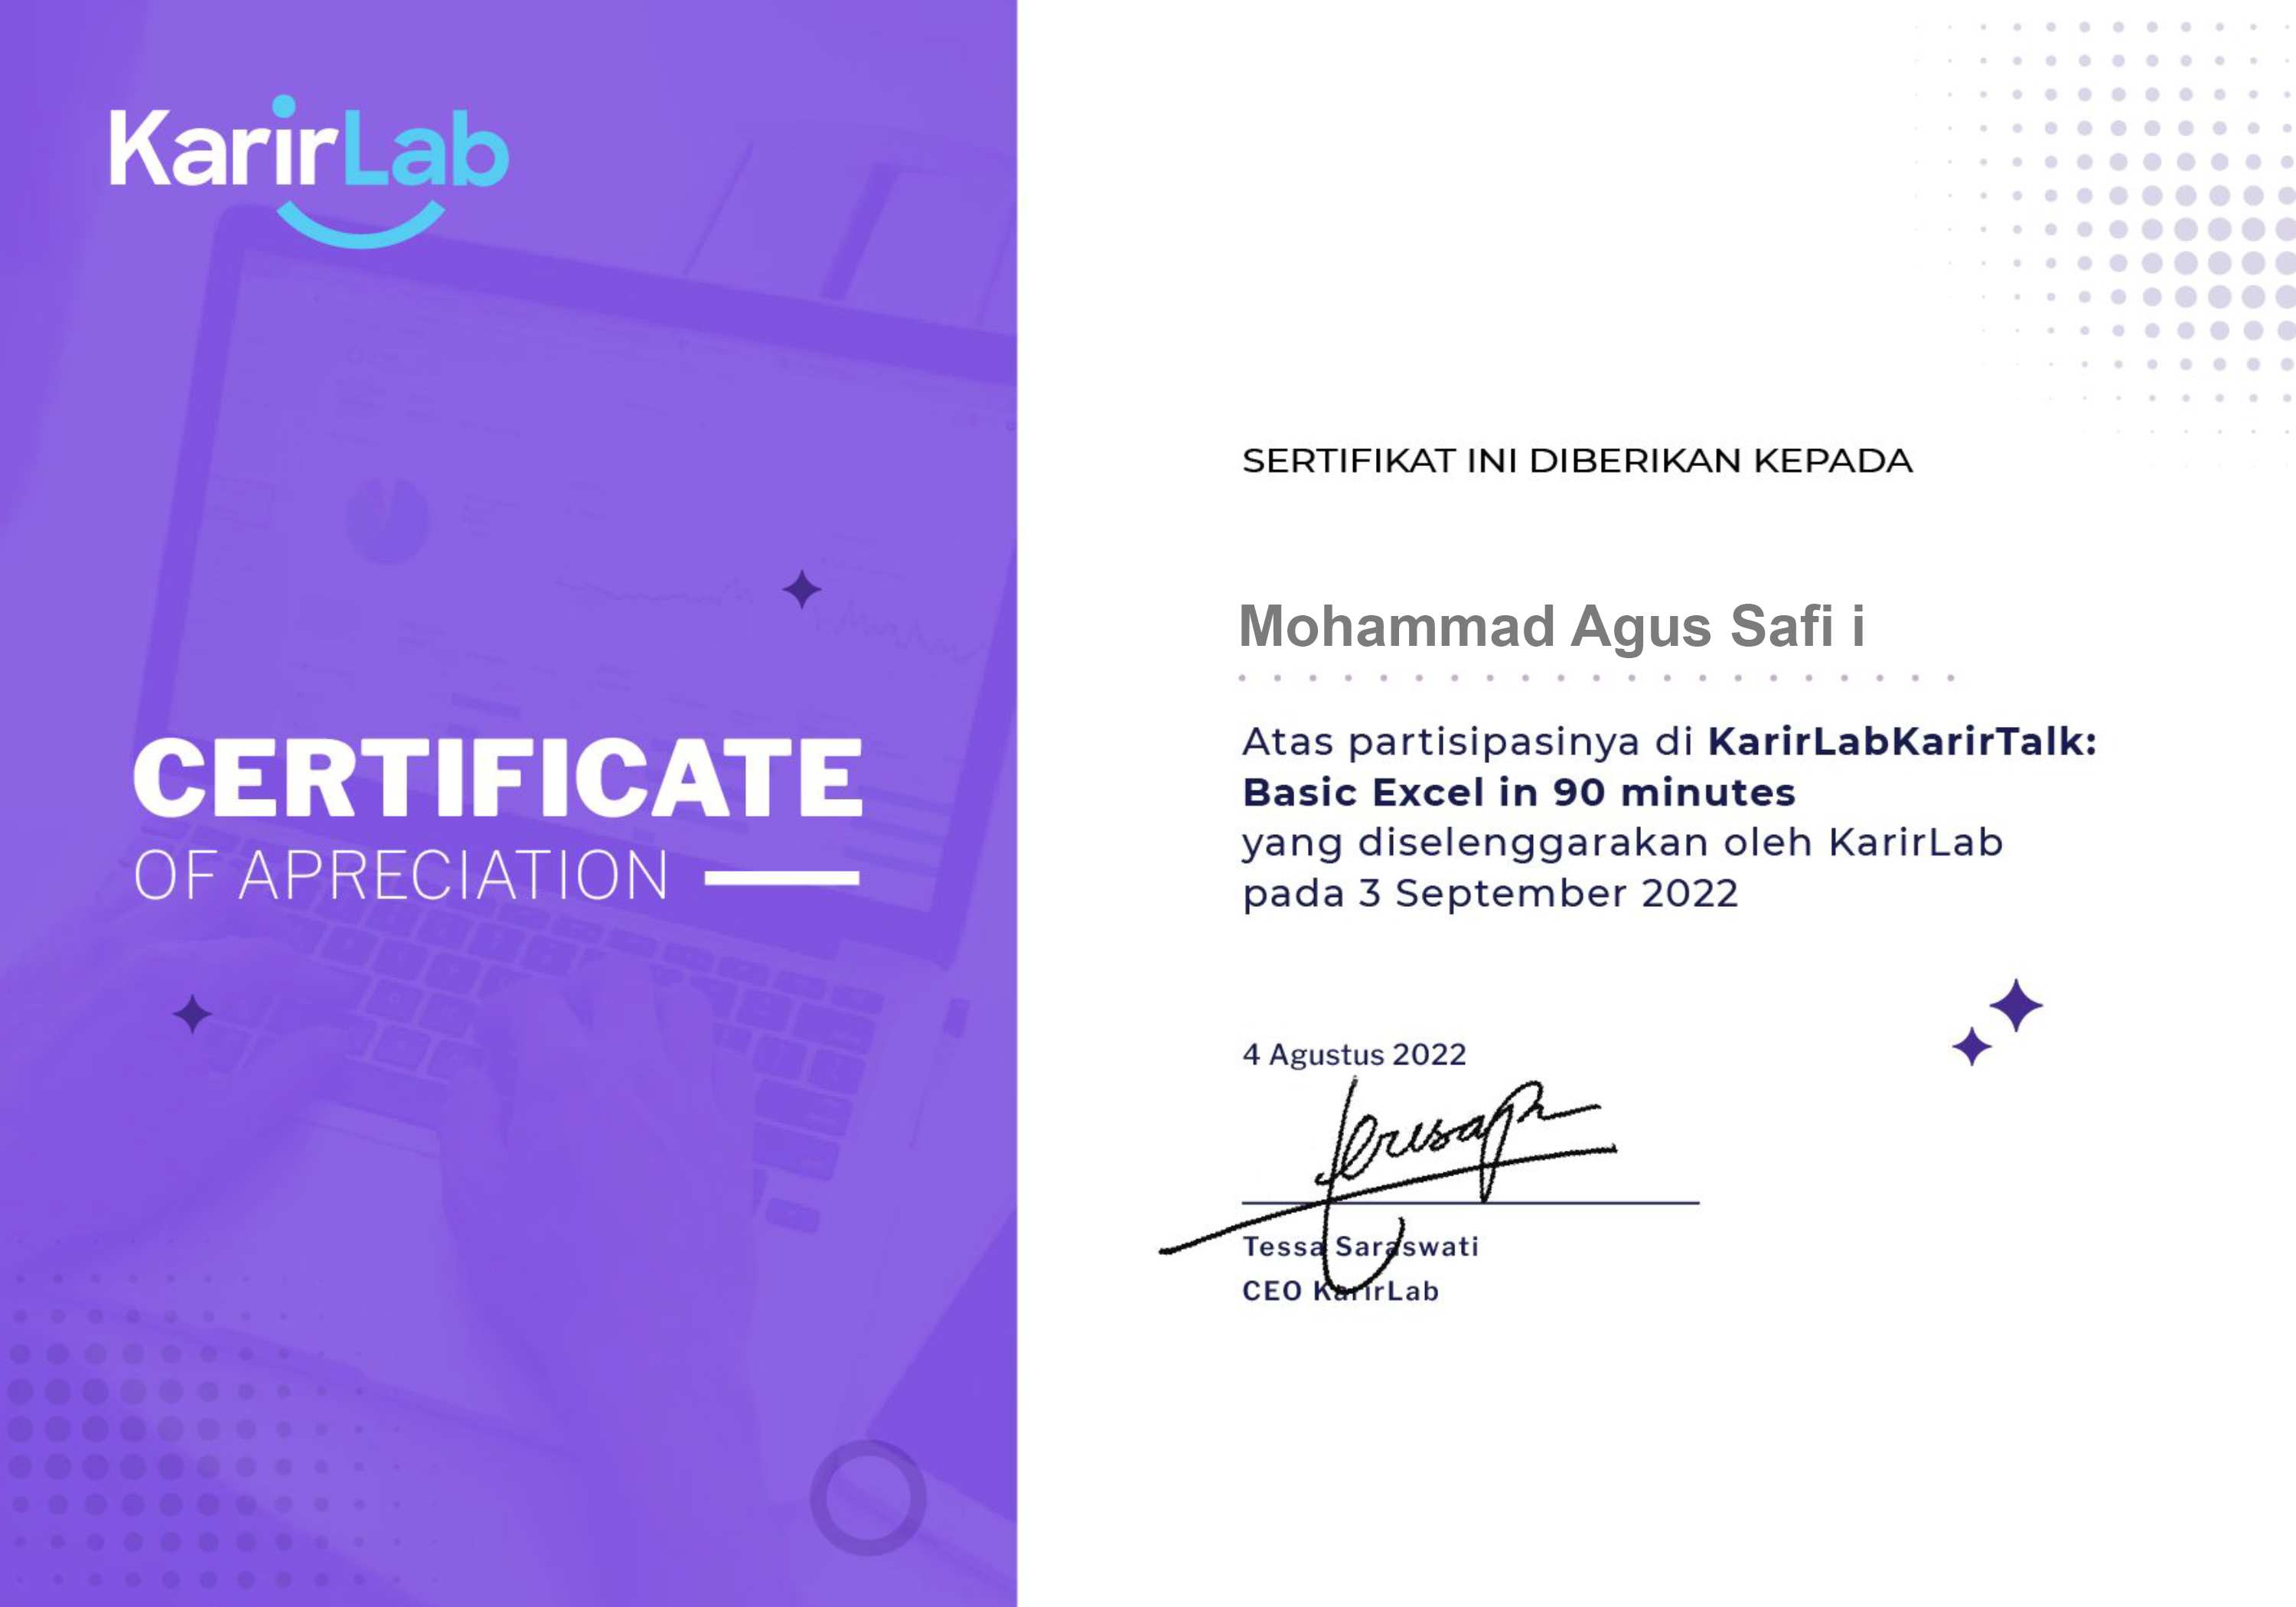 KarirLab
CERTIFICATE
OF APRECIATION
SERTIFIKAT INI DIBERIKAN KEPADA
Mohammad Agus Safi i
Atas partisipasinya di KarirLabKarirTalk:
Basic Excel in 90 minutes
yang diselenggarakan oleh KarirLab
pada 3 September 2022
4 Agustus 2022
Tessa Saraswati
CEO KarirLab